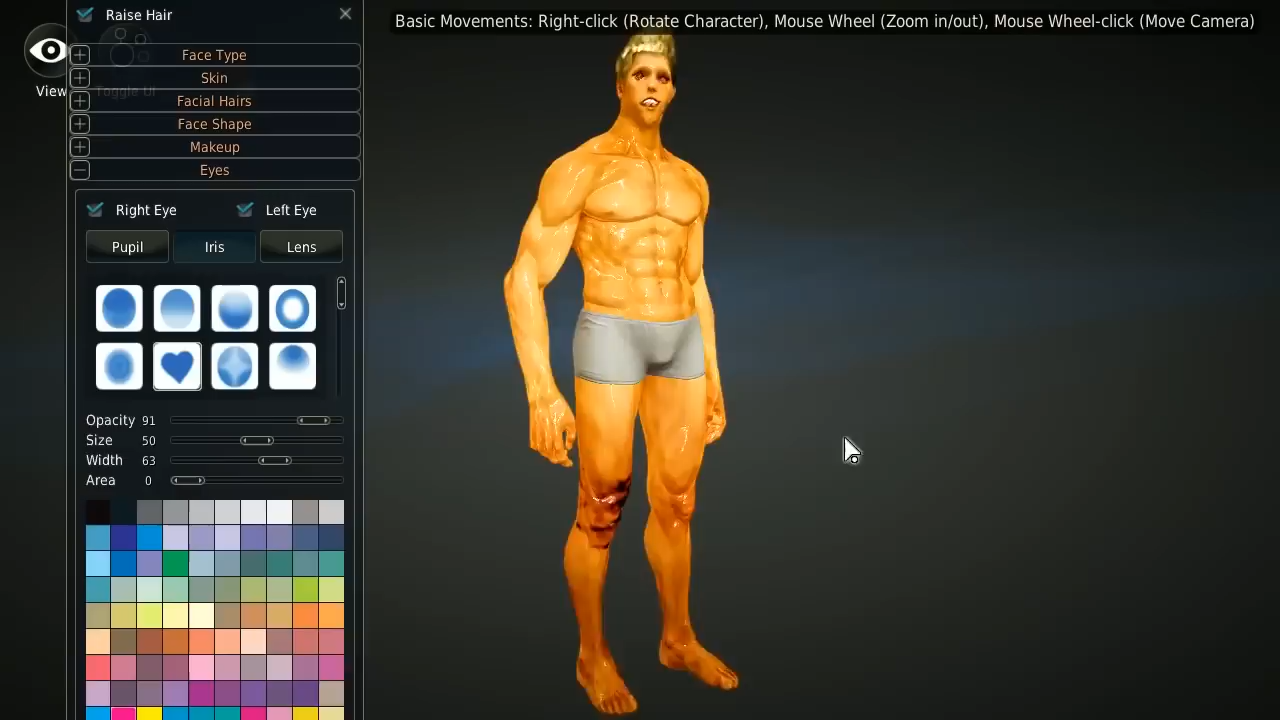 Raise Hair
Basic Movements: Right-click (Rotate Character), Mouse Wheel (Zoom in/out), Mouse Wheel-click (Move Camera)
Face Type
Skin
View
Toggle UI
Facial Hairs
Face Shape
Makeup
Eyes
Right Eye
Left Eye
Pupil
Iris
Lens
Opacity 91
Size 50
Width 63
Area 0